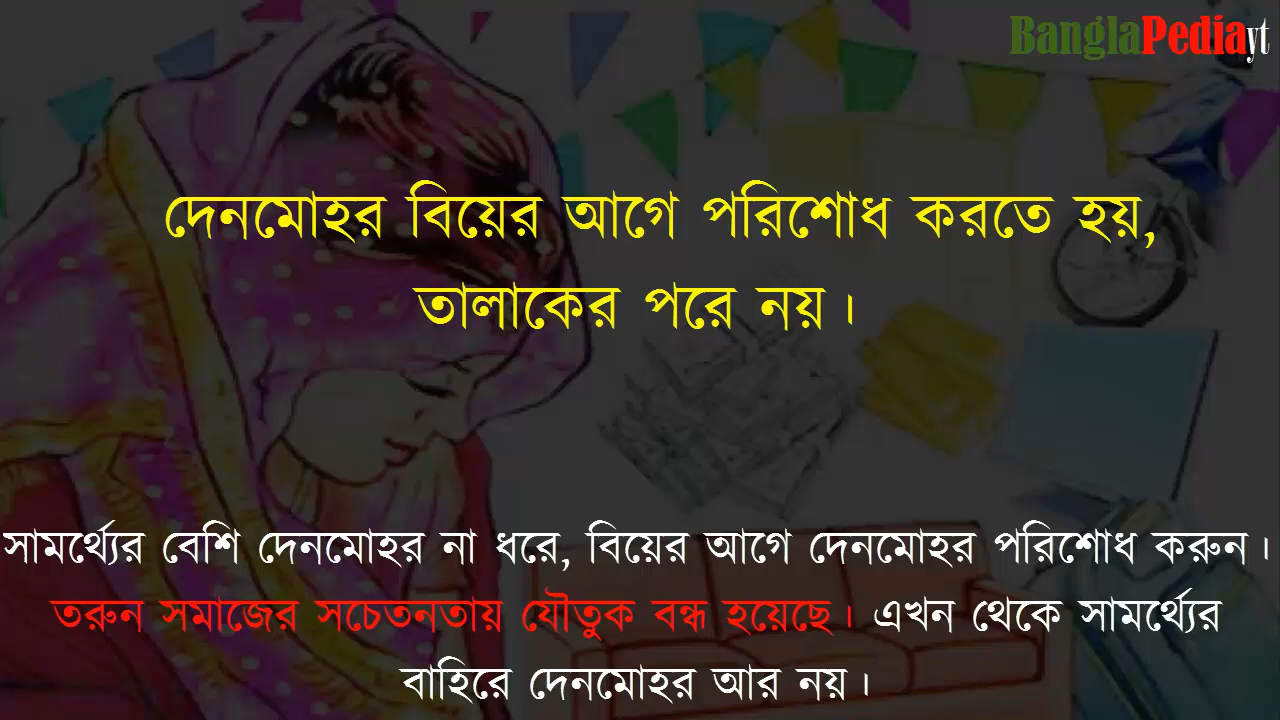 BanglaPediayt
দেনমোহর বিয়ের আগে পরিশোধ করতে হয়,
তালাকের পরে নয়।
সামর্থ্যের বেশি দেনমোহর না ধরে, বিয়ের আগে দেনমোহর পরিশোধ করুন।
তরুন সমাজের সচেতনতায় যৌতুক বন্ধ হয়েছে। এখন থেকে সামর্থ্যের
বাহিরে দেনমোহর আর নয়।